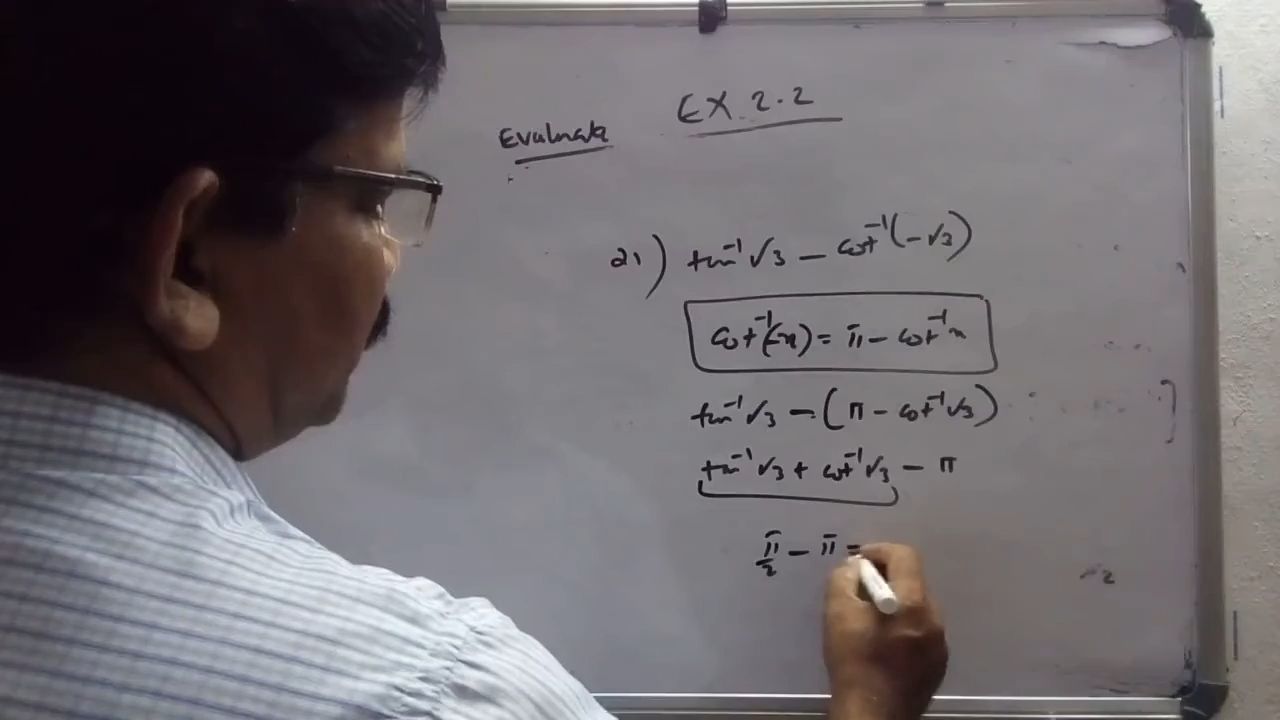 EX 2.2
Evaluate
21) tan⁻¹√3 – cot⁻¹(–√3)
cot⁻¹(–x) = π – cot⁻¹x
tan⁻¹√3 – (π – cot⁻¹√3)
tan⁻¹√3 + cot⁻¹√3 – π
π/2 – π =